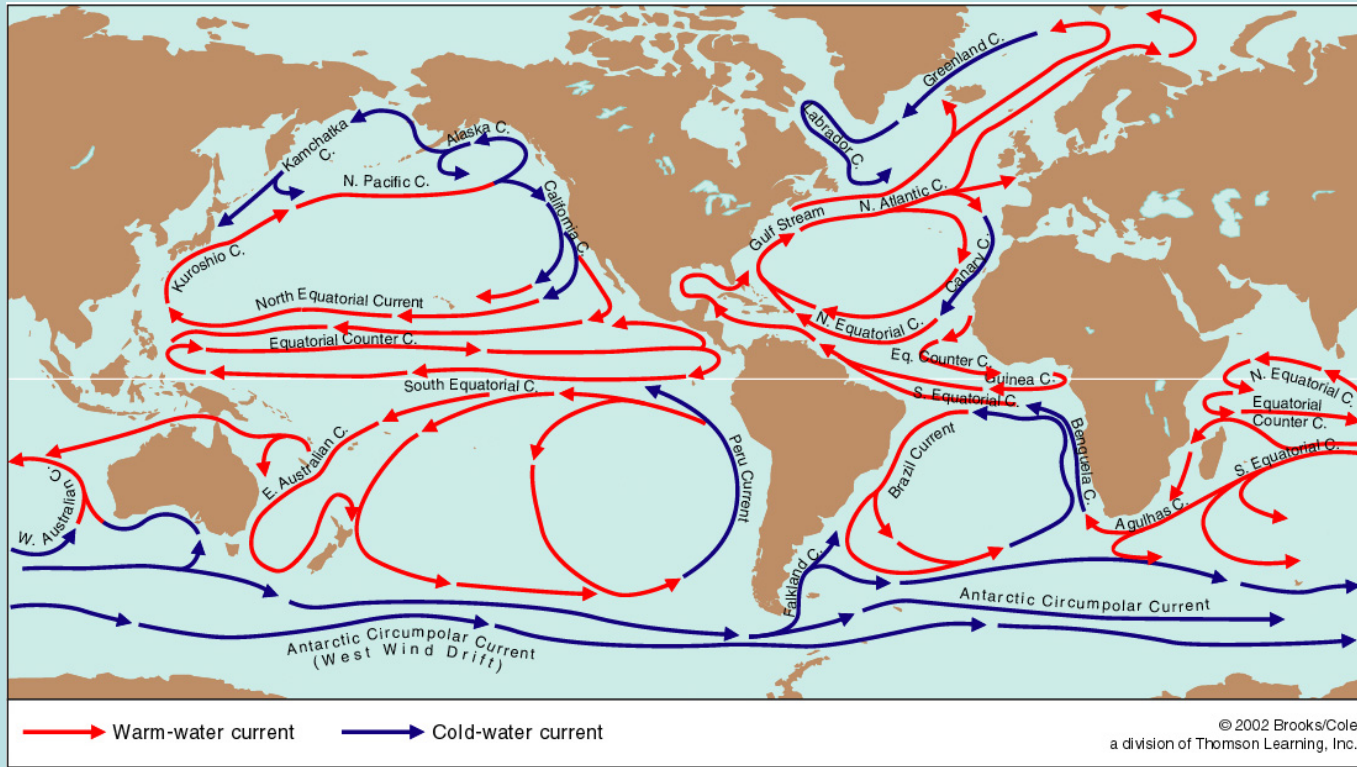 Greenland C.
Labrador C.
Alaska C.
Kamchatka
C.
N. Pacific C.
California C.
N. Atlantic C.
Gulf Stream
Kuroshio C.
Canary C.
North Equatorial Current
N. Equatorial C.
Equatorial Counter C.
Eq. Counter C.
Guinea C.
N. Equatorial C.
South Equatorial C.
S. Equatorial C.
Equatorial
Counter C.
E. Australian C.
Peru Current
Brazil Current
Benquela C.
S. Equatorial C.
W. Australian C.
Agulhas C.
Falkland C.
Antarctic Circumpolar Current
Antarctic Circumpolar Current
(West Wind Drift)
Warm-water current
Cold-water current
© 2002 Brooks/Cole
a division of Thomson Learning, Inc.